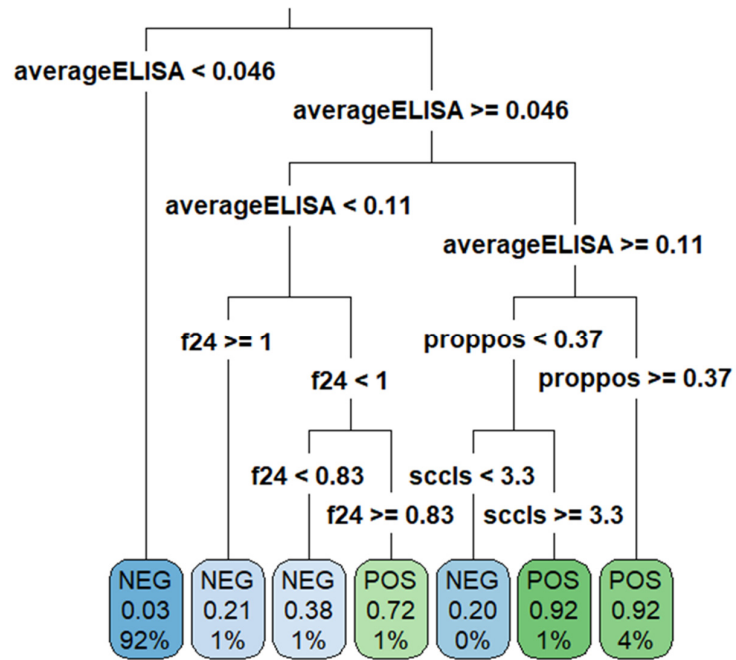 averageELISA < 0.046
averageELISA >= 0.046
averageELISA < 0.11
averageELISA >= 0.11
f24 >= 1
proppos < 0.37
f24 < 1
proppos >= 0.37
f24 < 0.83
sccls < 3.3
f24 >= 0.83
sccls >= 3.3
NEG
0.03
92%
NEG
0.21
1%
NEG
0.38
1%
POS
0.72
1%
NEG
0.20
0%
POS
0.92
1%
POS
0.92
4%